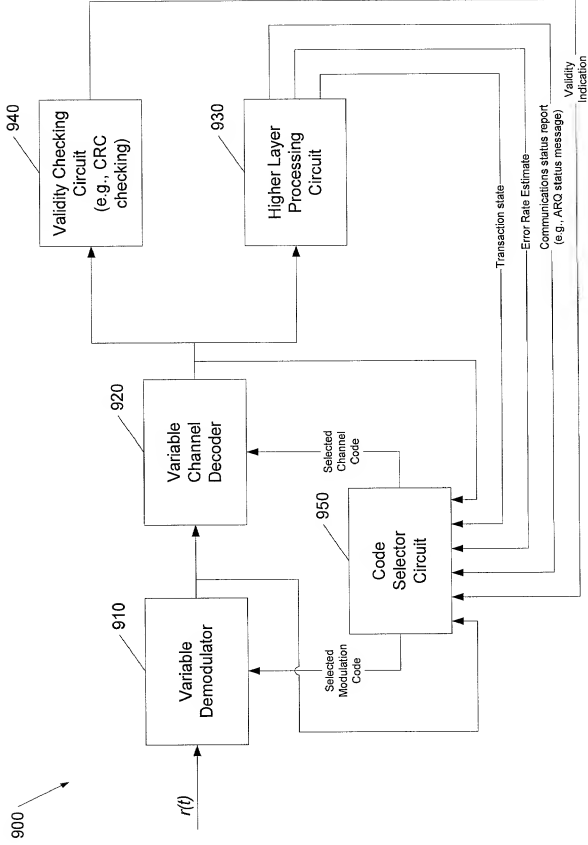 900
r(t)
910
Variable
Demodulator
920
Variable
Channel
Decoder
940
Validity Checking
Circuit
(e.g., CRC
checking)
930
Higher Layer
Processing
Circuit
950
Code
Selector
Circuit
Selected
Modulation
Code
Selected
Channel
Code
Transaction state
Error Rate Estimate
Communications status report
(e.g., ARQ status message)
Validity
Indication